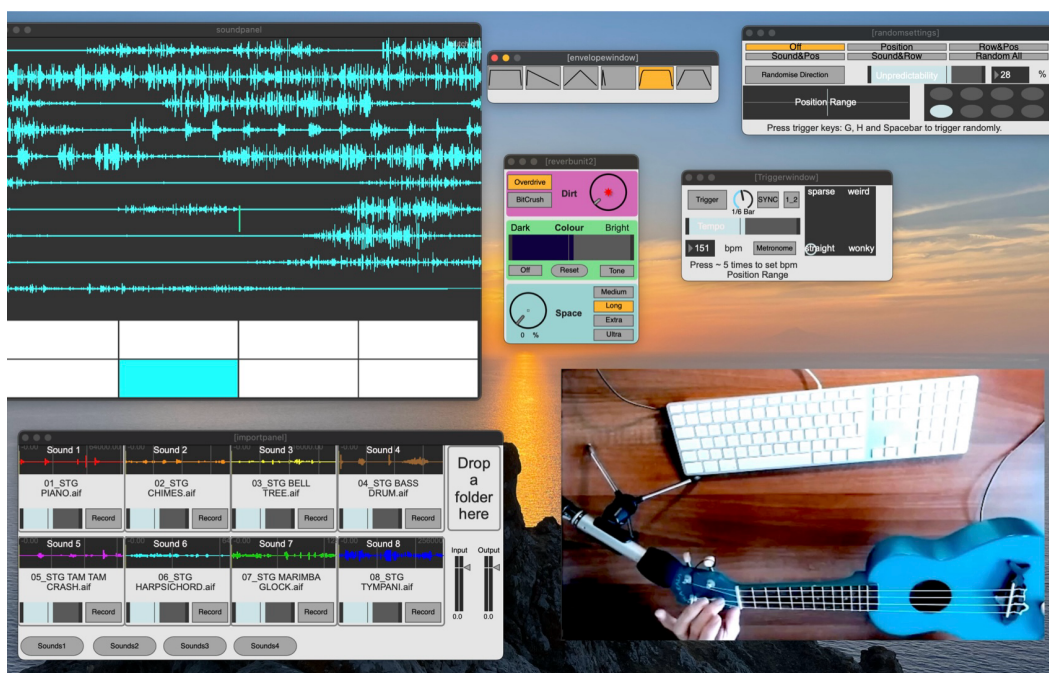 soundpanel
[envelopewindow]
[randomsettings]
Off Position Row&Pos
Sound&Pos Sound&Row Random All
Randomise Direction Unpredictability 28 %
Position Range
Press trigger keys: G, H and Spacebar to trigger randomly.
[reverbunit2]
Overdrive
BitCrush
Dirt
Dark Colour Bright
Off Reset Tone
Medium
Long
Extra
Ultra
Space
0 %
[Triggerwindow]
Trigger SYNC 1_2
1/6 Bar
Tempo
151 bpm Metronome
Press ~ 5 times to set bpm
Position Range
sparse weird
straight wonky
[importpanel]
Sound 1 Sound 2 Sound 3 Sound 4
01_STG PIANO.aif
02_STG CHIMES.aif
03_STG BELL TREE.aif
04_STG BASS DRUM.aif
Record Record Record Record
Drop
a
folder
here
Sound 5 Sound 6 Sound 7 Sound 8
05_STG TAM TAM CRASH.aif
06_STG HARPSICHORD.aif
07_STG MARIMBA GLOCK.aif
08_STG TYMPANI.aif
Record Record Record Record
Input Output
0.0 0.0
Sounds1 Sounds2 Sounds3 Sounds4